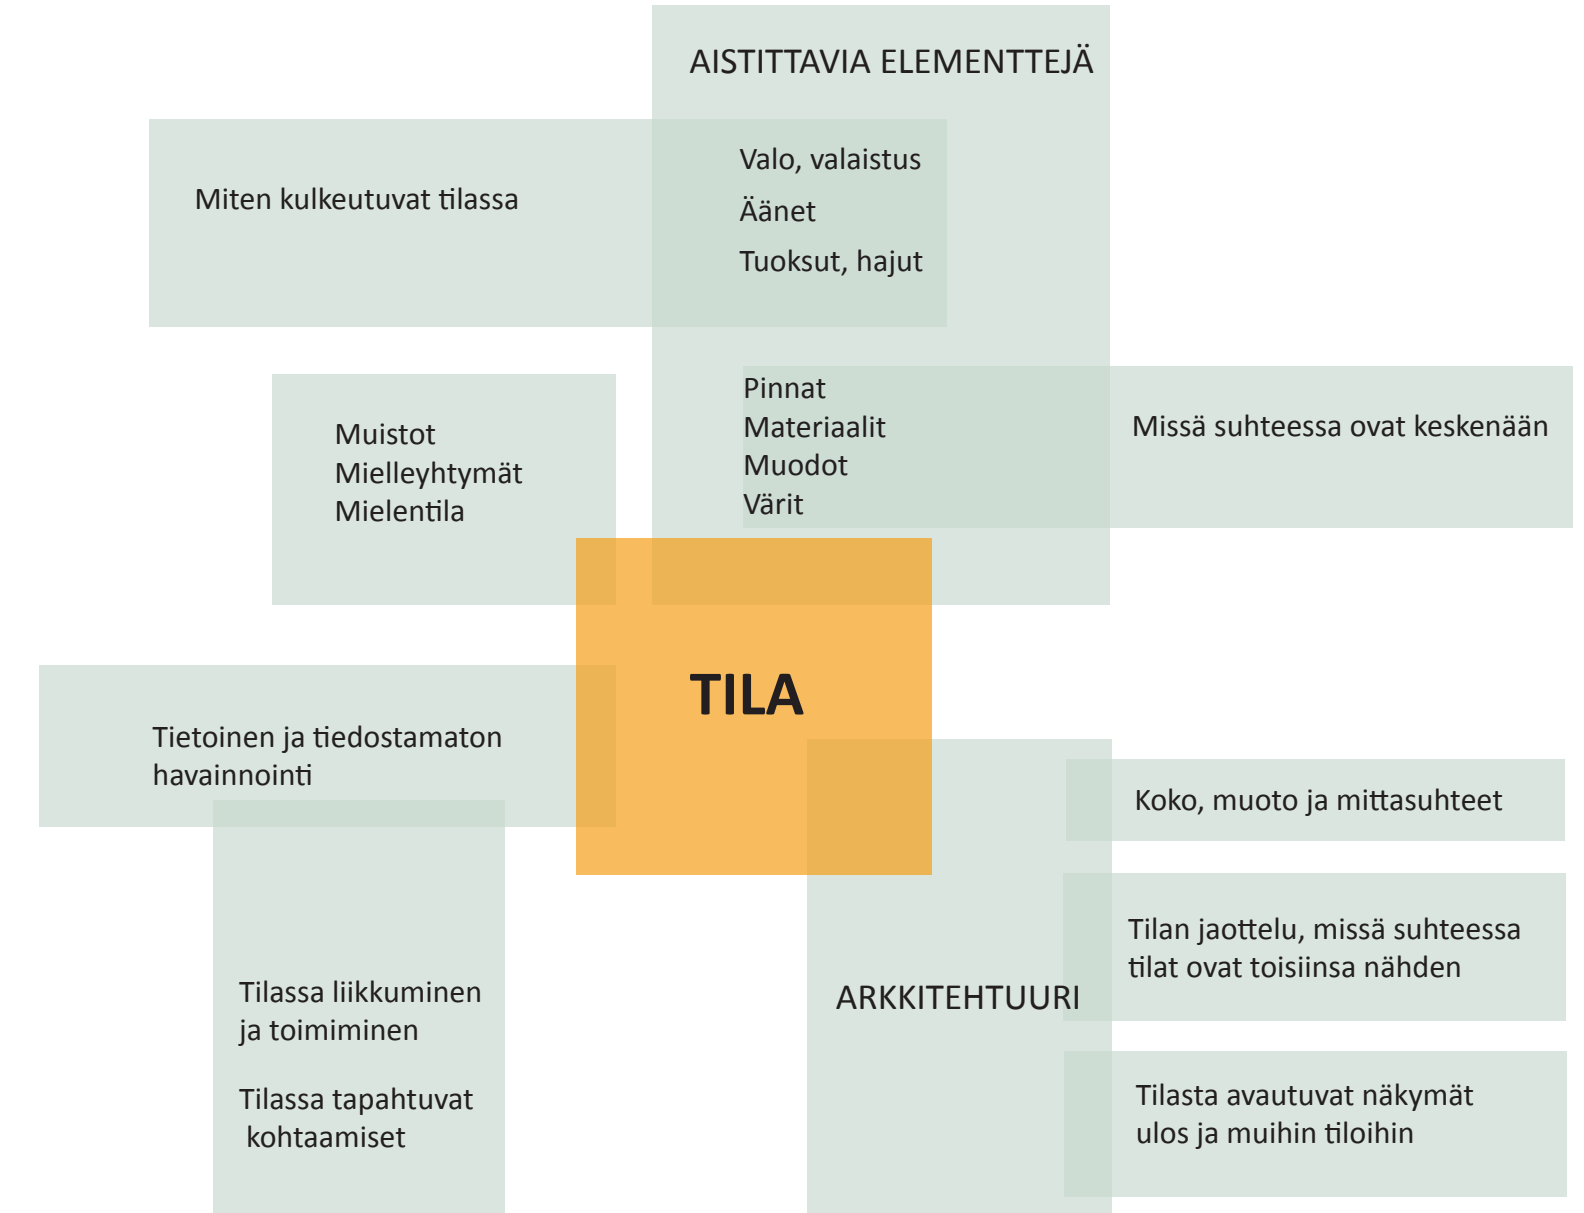 AISTITTAVIA ELEMENTTEJÄ
Valo, valaistus
Miten kulkeutuvat tilassa
Äänet
Tuoksut, hajut
Pinnat
Materiaalit
Muodot
Värit
Missä suhteessa ovat keskenään
Muistot
Mielleyhtymät
Mielentila
TILA
Tietoinen ja tiedostamaton
havainnointi
Tilassa liikkuminen
ja toimiminen
Tilassa tapahtuvat
kohtaamiset
ARKKITEHTUURI
Koko, muoto ja mittasuhteet
Tilan jaottelu, missä suhteessa
tilat ovat toisiinsa nähden
Tilasta avautuvat näkymät
ulos ja muihin tiloihin